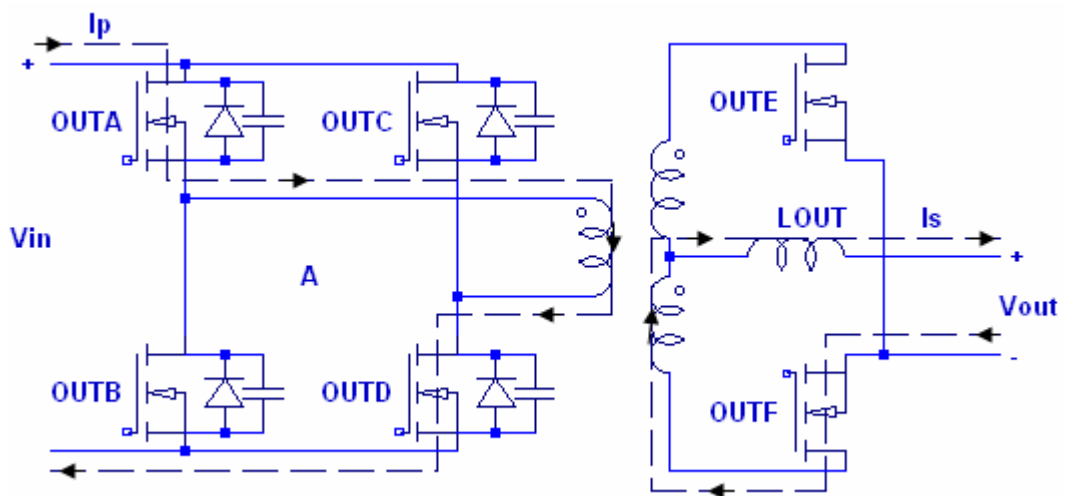 Ip
+
OUTA
OUTC
OUTE
LOUT
Is
Vin
A
+
Vout
-
OUTB
OUTD
OUTF